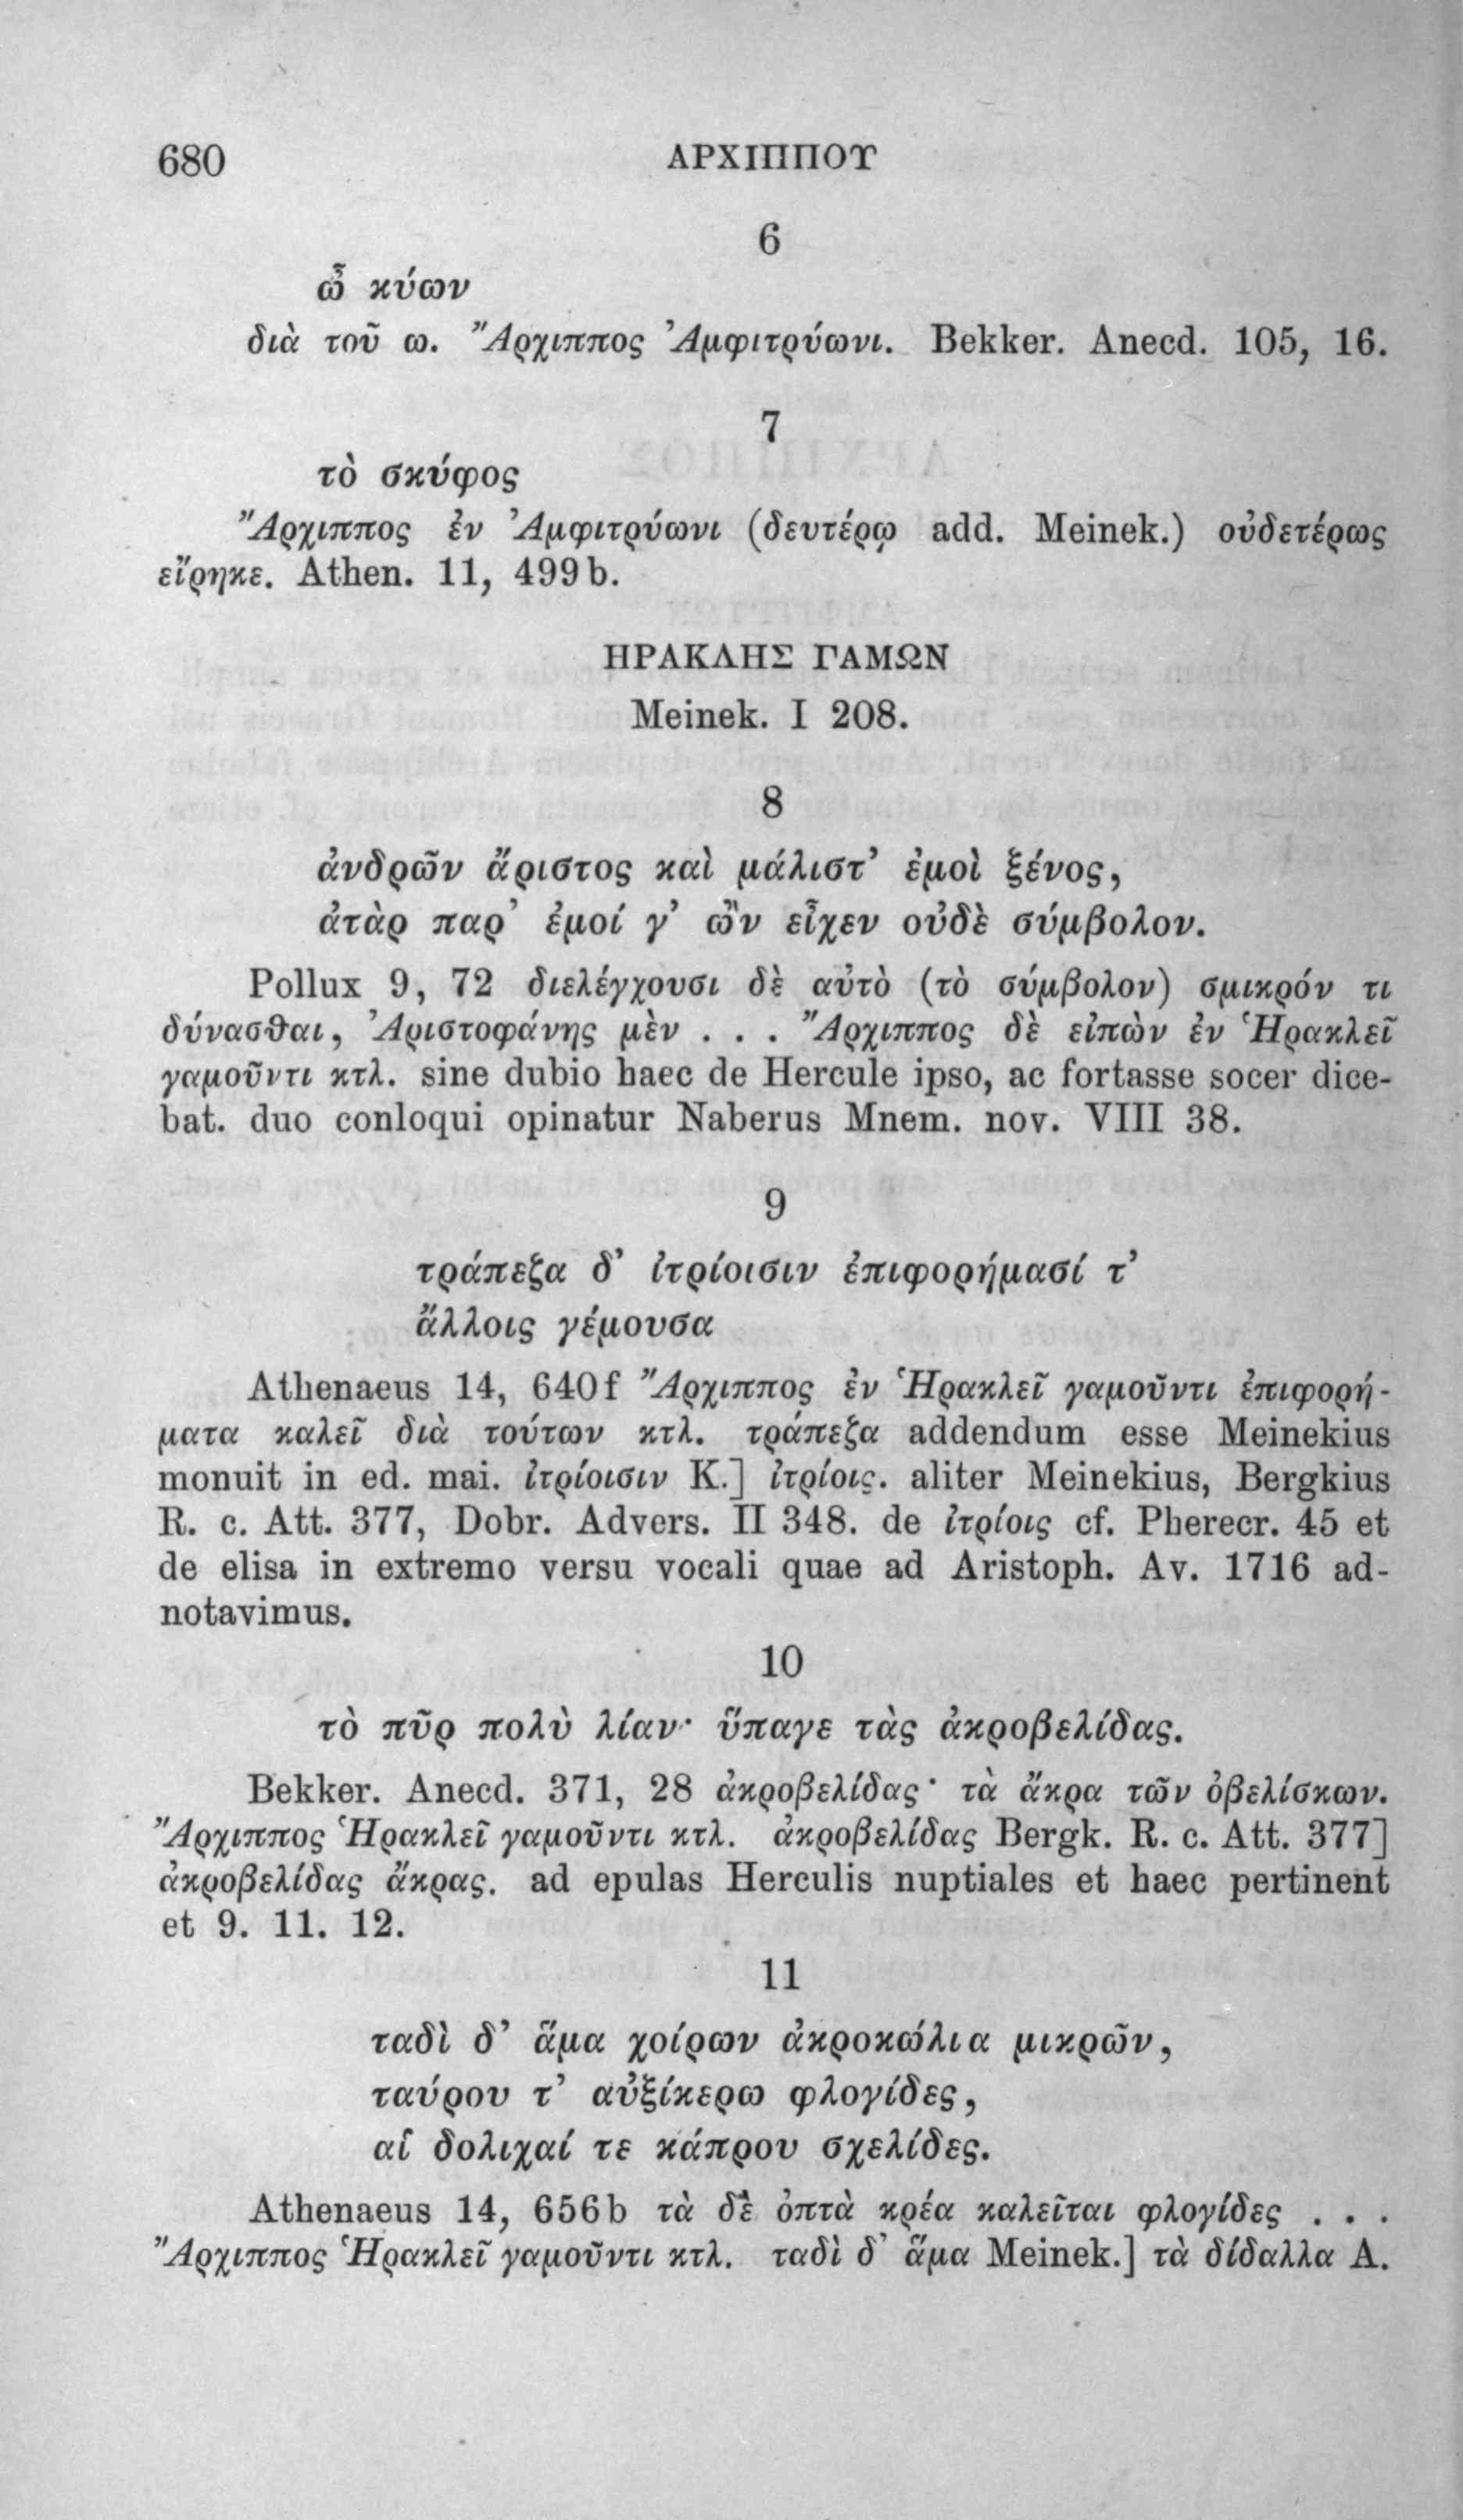 680
ΑΡΧΙΠΠΟΥ
6
ὦ κύων
διὰ τοῦ ω. Ἄρχιππος Ἀμφιτρύωνι. Bekker. Anecd. 105, 16.
7
τὸ σκύφος
Ἄρχιππος ἐν Ἀμφιτρύωνι (δευτέρῳ add. Meinek.) οὐδετέρως
εἴρηκε. Athen. 11, 499b.
ΗΡΑΚΛΗΣ ΓΑΜΩΝ
Meinek. I 208.
8
ἀνδρῶν ἄριστος καὶ μάλιστ’ ἐμοὶ ξένος,
ἀτὰρ παρ’ ἐμοί γ’ ὢν εἶχεν οὐδὲ σύμβολον.
Pollux 9, 72 διελέγχουσι δὲ αὐτὸ (τὸ σύμβολον) σμικρόν τι
δύνασθαι, Ἀριστοφάνης μὲν . . . Ἄρχιππος δὲ εἰπὼν ἐν Ἡρακλεῖ
γαμοῦντι κτλ. sine dubio haec de Hercule ipso, ac fortasse socer dice-
bat. duo conloqui opinatur Naberus Mnem. nov. VIII 38.
9
τράπεζα δ’ ἰτρίοισιν ἐπιφορήμασί τ’
ἄλλοις γέμουσα
Athenaeus 14, 640f Ἄρχιππος ἐν Ἡρακλεῖ γαμοῦντι ἐπιφορή-
ματα καλεῖ διὰ τούτων κτλ. τράπεζα addendum esse Meinekius
monuit in ed. mai. ἰτρίοισιν K.] ἰτρίοις. aliter Meinekius, Bergkius
R. c. Att. 377, Dobr. Advers. II 348. de ἰτρίοις cf. Pherecr. 45 et
de elisa in extremo versu vocali quae ad Aristoph. Av. 1716 ad-
notavimus.
10
τὸ πῦρ πολὺ λίαν· ὕπαγε τὰς ἀκροβελίδας.
Bekker. Anecd. 371, 28 ἀκροβελίδας· τὰ ἄκρα τῶν ὀβελίσκων.
Ἄρχιππος Ἡρακλεῖ γαμοῦντι κτλ. ἀκροβελίδας Bergk. R. c. Att. 377]
ἀκροβελίδας ἄκρας. ad epulas Herculis nuptiales et haec pertinent
et 9. 11. 12.
11
ταδὶ δ’ ἅμα χοίρων ἀκροκώλια μικρῶν,
ταύρου τ’ αὐξίκερω φλογίδες,
αἱ δολιχαί τε κάπρου σχελίδες.
Athenaeus 14, 656b τὰ δὲ ὀπτὰ κρέα καλεῖται φλογίδες . . .
Ἄρχιππος Ἡρακλεῖ γαμοῦντι κτλ. ταδὶ δ’ ἅμα Meinek.] τὰ δίδαλλα A.